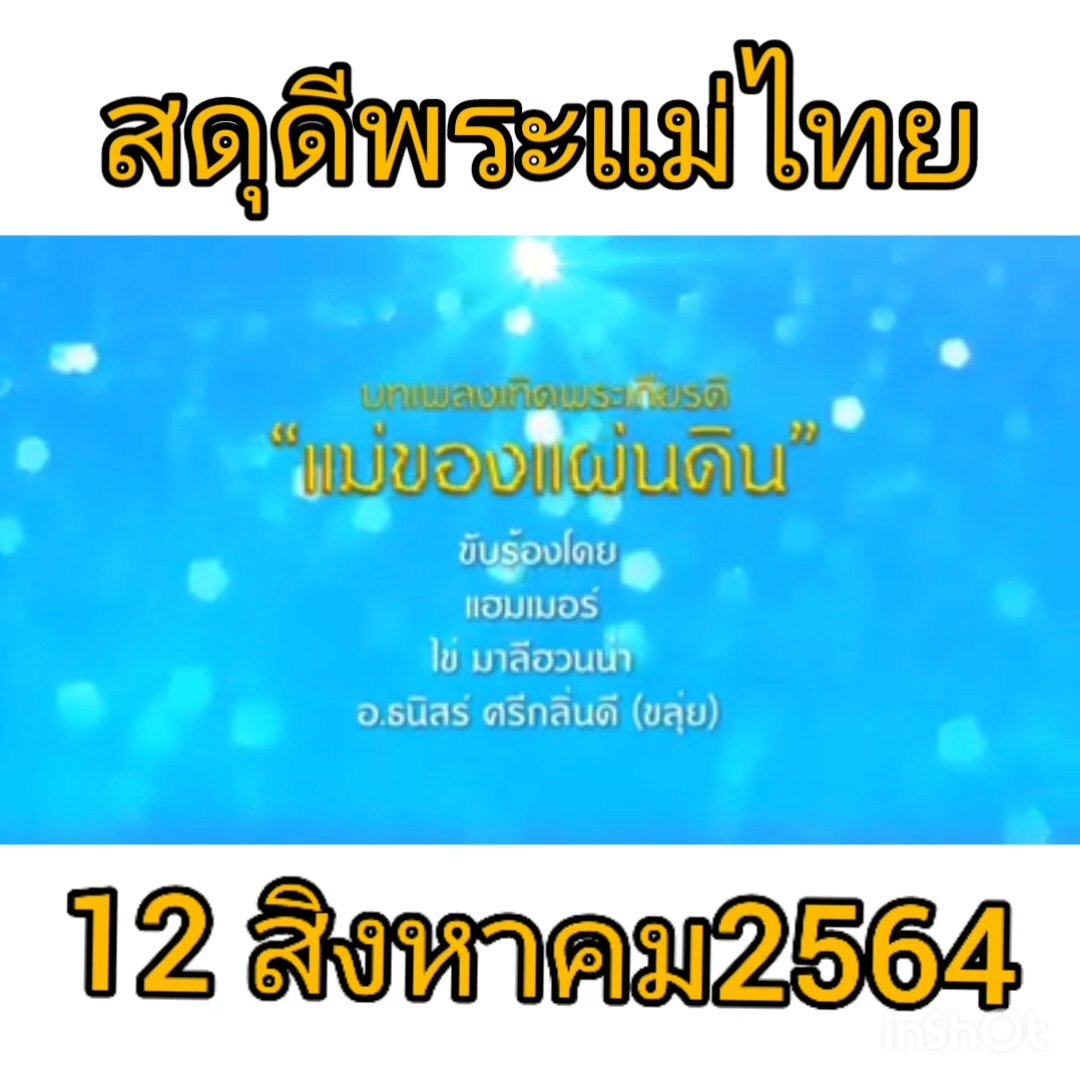 สดุดีพระแม่ไทย
บทเพลงเทิดพระเกียรติ
“แม่ของแผ่นดิน”
ขับร้องโดย
แฮมเมอร์
ไข่ มาลีฮวนน่า
อ.ธนิสร์ ศรีกลิ่นดี (ขลุ่ย)
12 สิงหาคม2564
InShOt